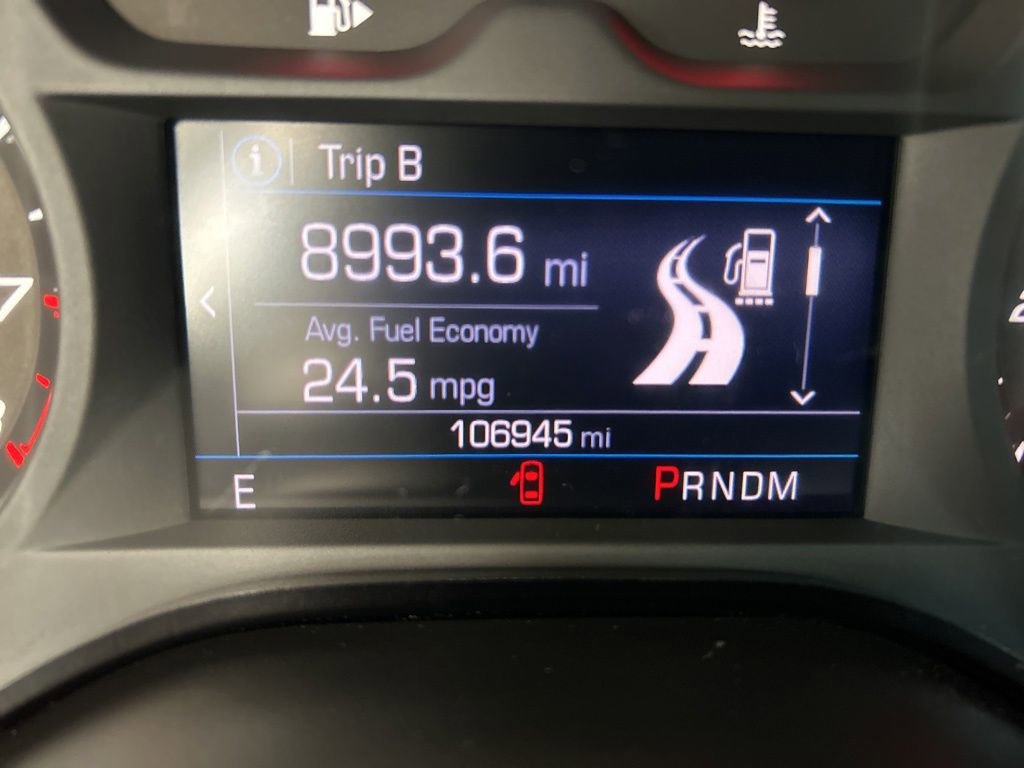 Trip B
8993.6 mi
Avg. Fuel Economy
24.5 mpg
106945 mi
E PRNDM